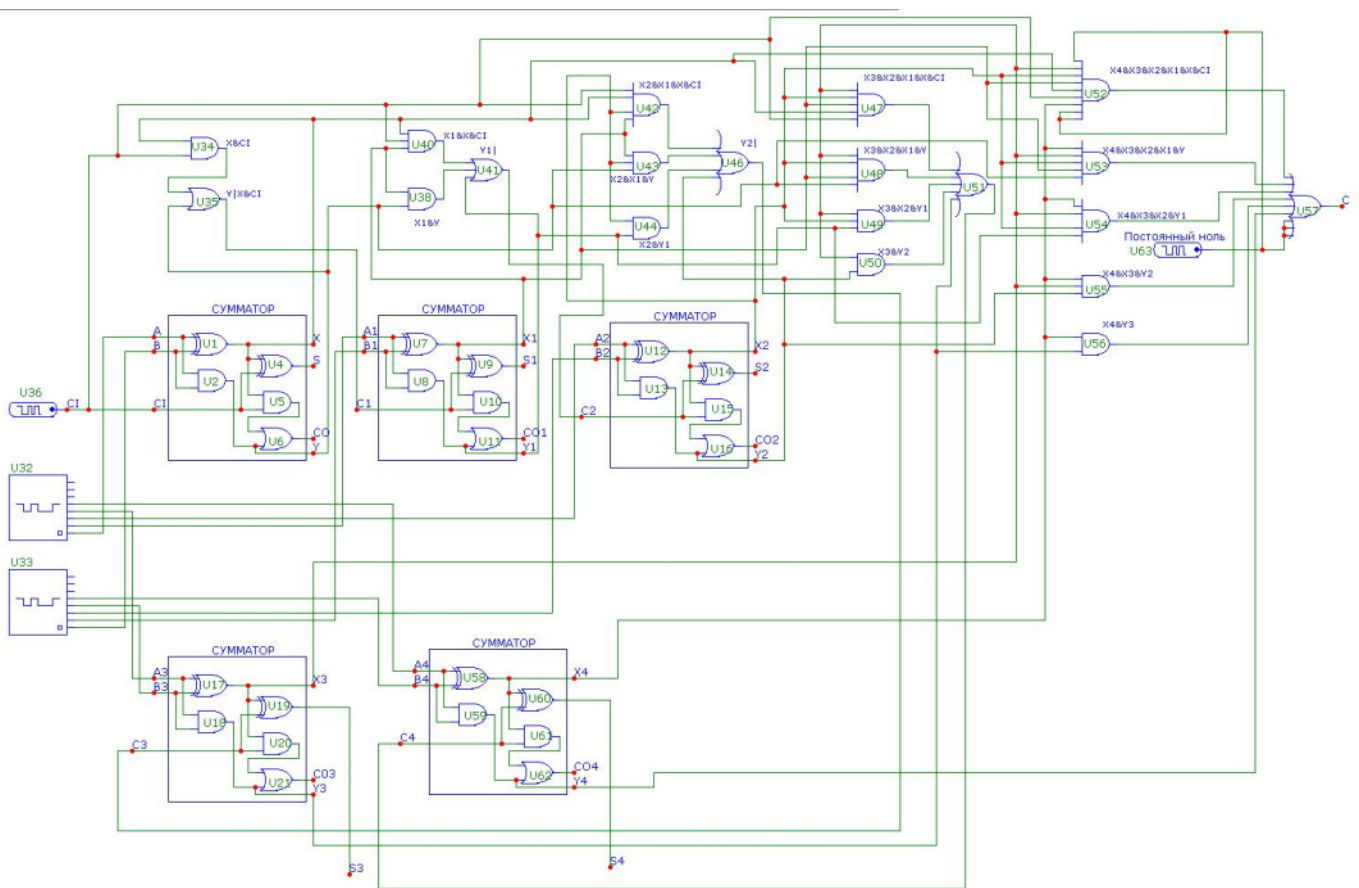 X4&X3&X2&X1&X&CI
U52
X2&X1&X&CI
U42
X3&X2&X1&X&CI
U47
X&CI
U34
X1&X&CI
U40
Y1|
U41
Y2|
U46
U43
X2&X1&Y
X3&X2&X1&Y
U48
U51
X4&X3&X2&X1&Y
U53
Y|X&CI
U35
U38
X1&Y
U44
X2&Y1
X3&X2&Y1
U49
X4&X3&X2&Y1
U54
U57
C
Постоянный ноль
U63
X3&Y2
U50
X4&X3&Y2
U55
X4&Y3
U56
СУММАТОР
A
B
U1
X
U4
S
U2
U5
CI
U6
CO
Y
СУММАТОР
A1
B1
U7
X1
U9
S1
U8
U10
C1
U11
CO1
Y1
СУММАТОР
A2
B2
U12
X2
U14
S2
U13
U15
C2
U16
CO2
Y2
U36
CI
U32
U33
СУММАТОР
A3
B3
U17
X3
U18
U19
U20
C3
U21
CO3
Y3
S3
СУММАТОР
A4
B4
U58
X4
U59
U60
U61
C4
U62
CO4
Y4
S4